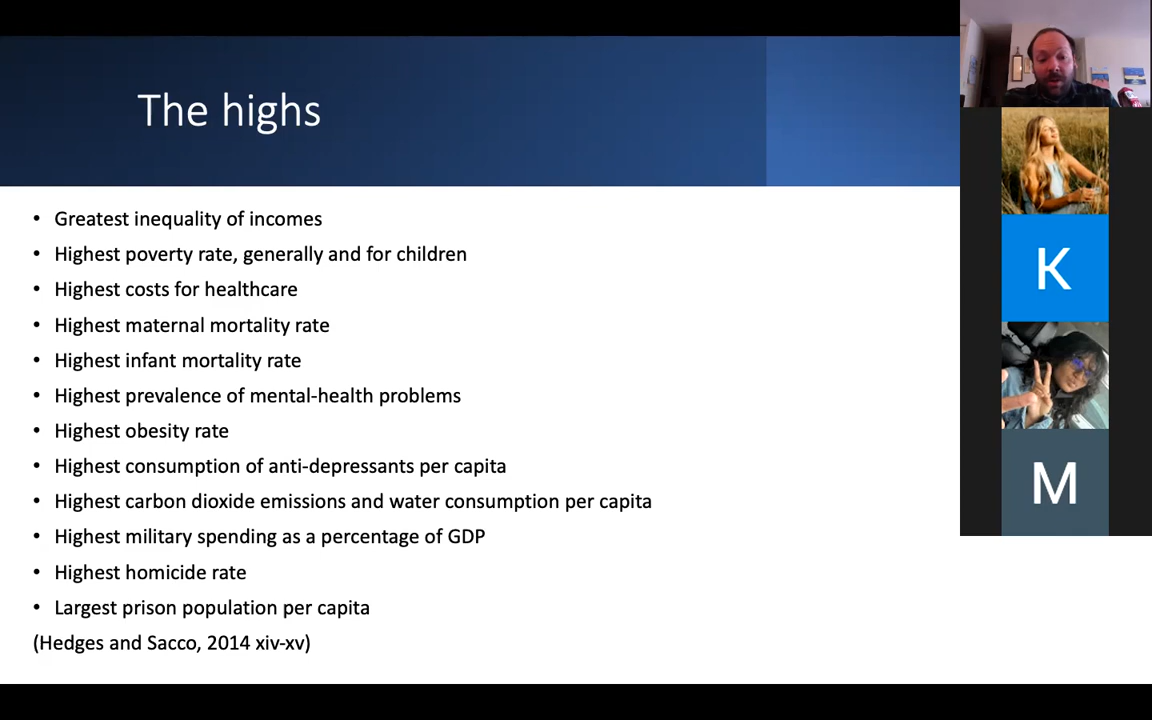 The highs
• Greatest inequality of incomes
• Highest poverty rate, generally and for children
• Highest costs for healthcare
• Highest maternal mortality rate
• Highest infant mortality rate
• Highest prevalence of mental-health problems
• Highest obesity rate
• Highest consumption of anti-depressants per capita
• Highest carbon dioxide emissions and water consumption per capita
• Highest military spending as a percentage of GDP
• Highest homicide rate
• Largest prison population per capita
(Hedges and Sacco, 2014 xiv-xv)
K
M